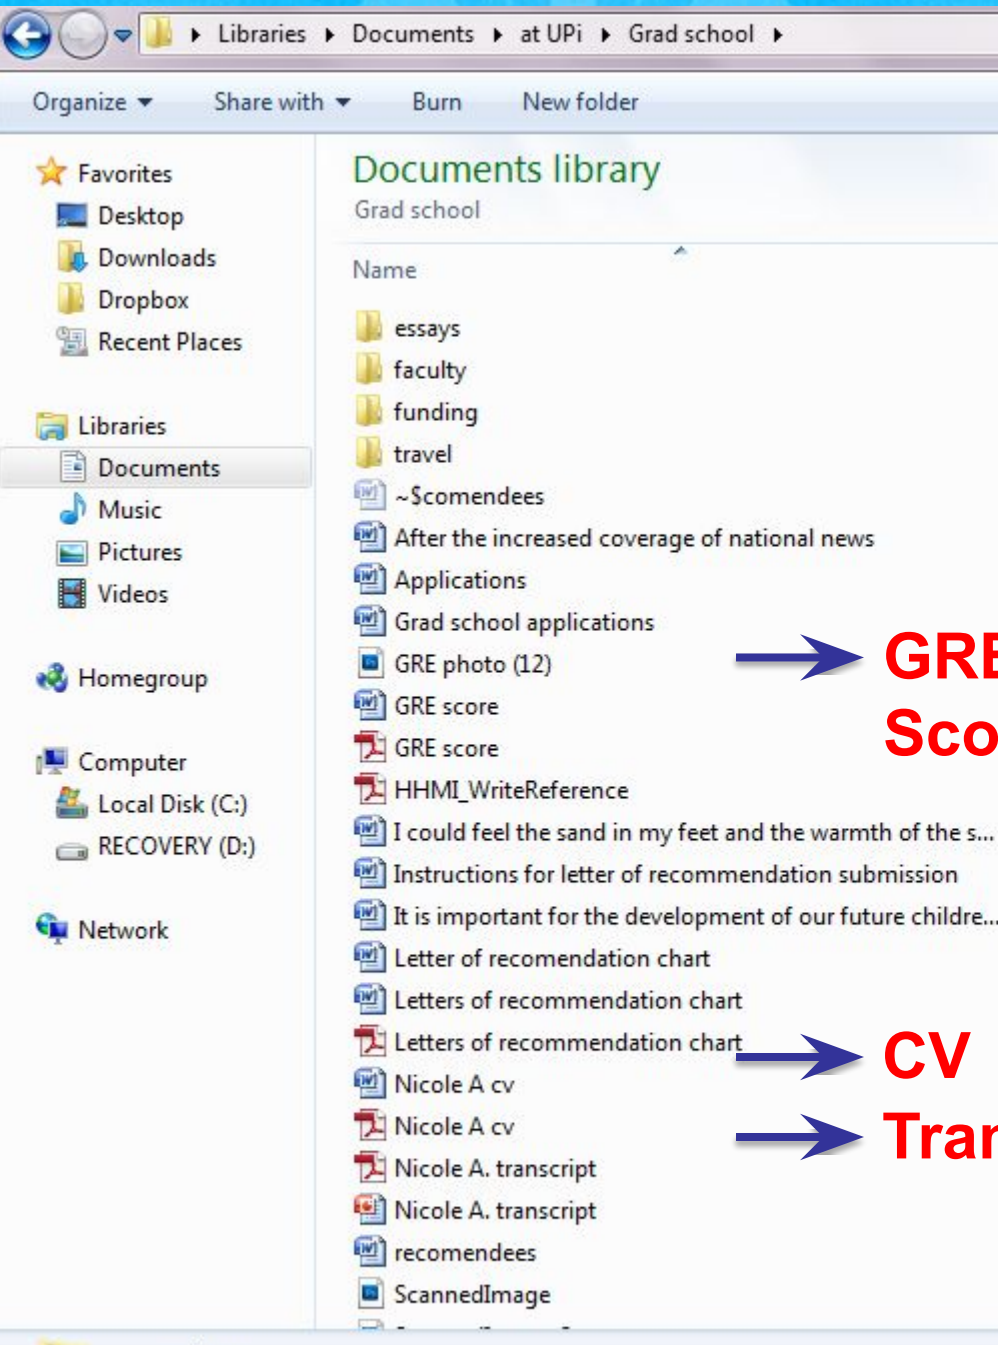 Libraries ▸ Documents ▸ at UPi ▸ Grad school ▸
Organize Share with Burn New folder
Favorites
Desktop
Downloads
Dropbox
Recent Places
Libraries
Documents
Music
Pictures
Videos
Homegroup
Computer
Local Disk (C:)
RECOVERY (D:)
Network
Documents library
Grad school
Name
essays
faculty
funding
travel
~$comendees
After the increased coverage of national news
Applications
Grad school applications
GRE photo (12)
GRE score
GRE score
HHMI_WriteReference
I could feel the sand in my feet and the warmth of the s...
Instructions for letter of recommendation submission
It is important for the development of our future childre...
Letter of recomendation chart
Letters of recommendation chart
Letters of recommendation chart
Nicole A cv
Nicole A cv
Nicole A. transcript
Nicole A. transcript
recomendees
ScannedImage
GRE
Sco
CV
Tran